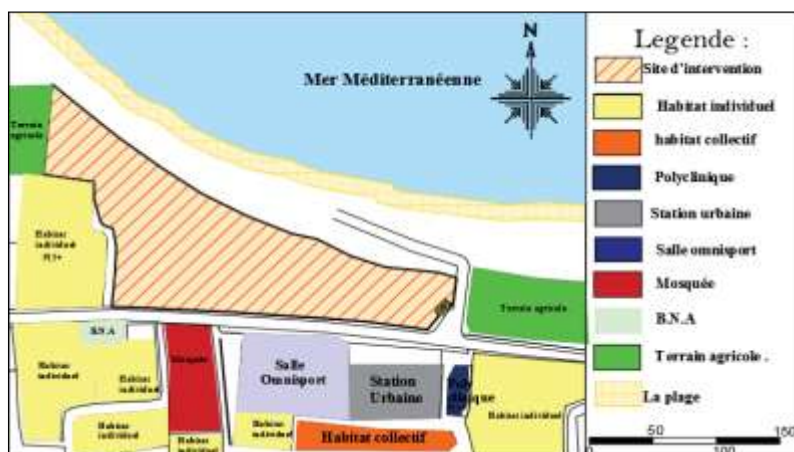 Mer Méditerranéenne
N
Terrain
agricole
Habitat
individuel
Terrain agricole
B.N.A
Habitat
individuel
Habitat
individuel
Habitat
individuel
Mosquée
Habitat
individuel
Salle
Omnisport
Habitat
individuel
Station
Urbaine
Habitat collectif
Habitat individuel
Legende :
Site d'intervention
Habitat individuel
habitat collectif
Polyclinique
Station urbaine
Salle omnisport
Mosquée
B.N.A
Terrain agricole .
La plage
0 50 100 150